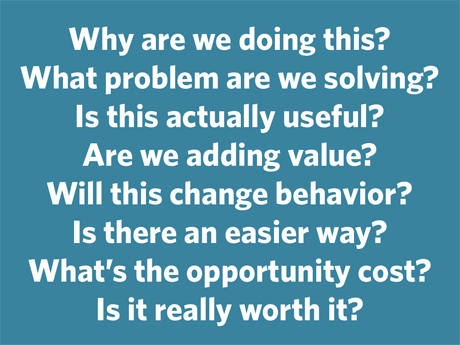 Why are we doing this?
What problem are we solving?
Is this actually useful?
Are we adding value?
Will this change behavior?
Is there an easier way?
What’s the opportunity cost?
Is it really worth it?